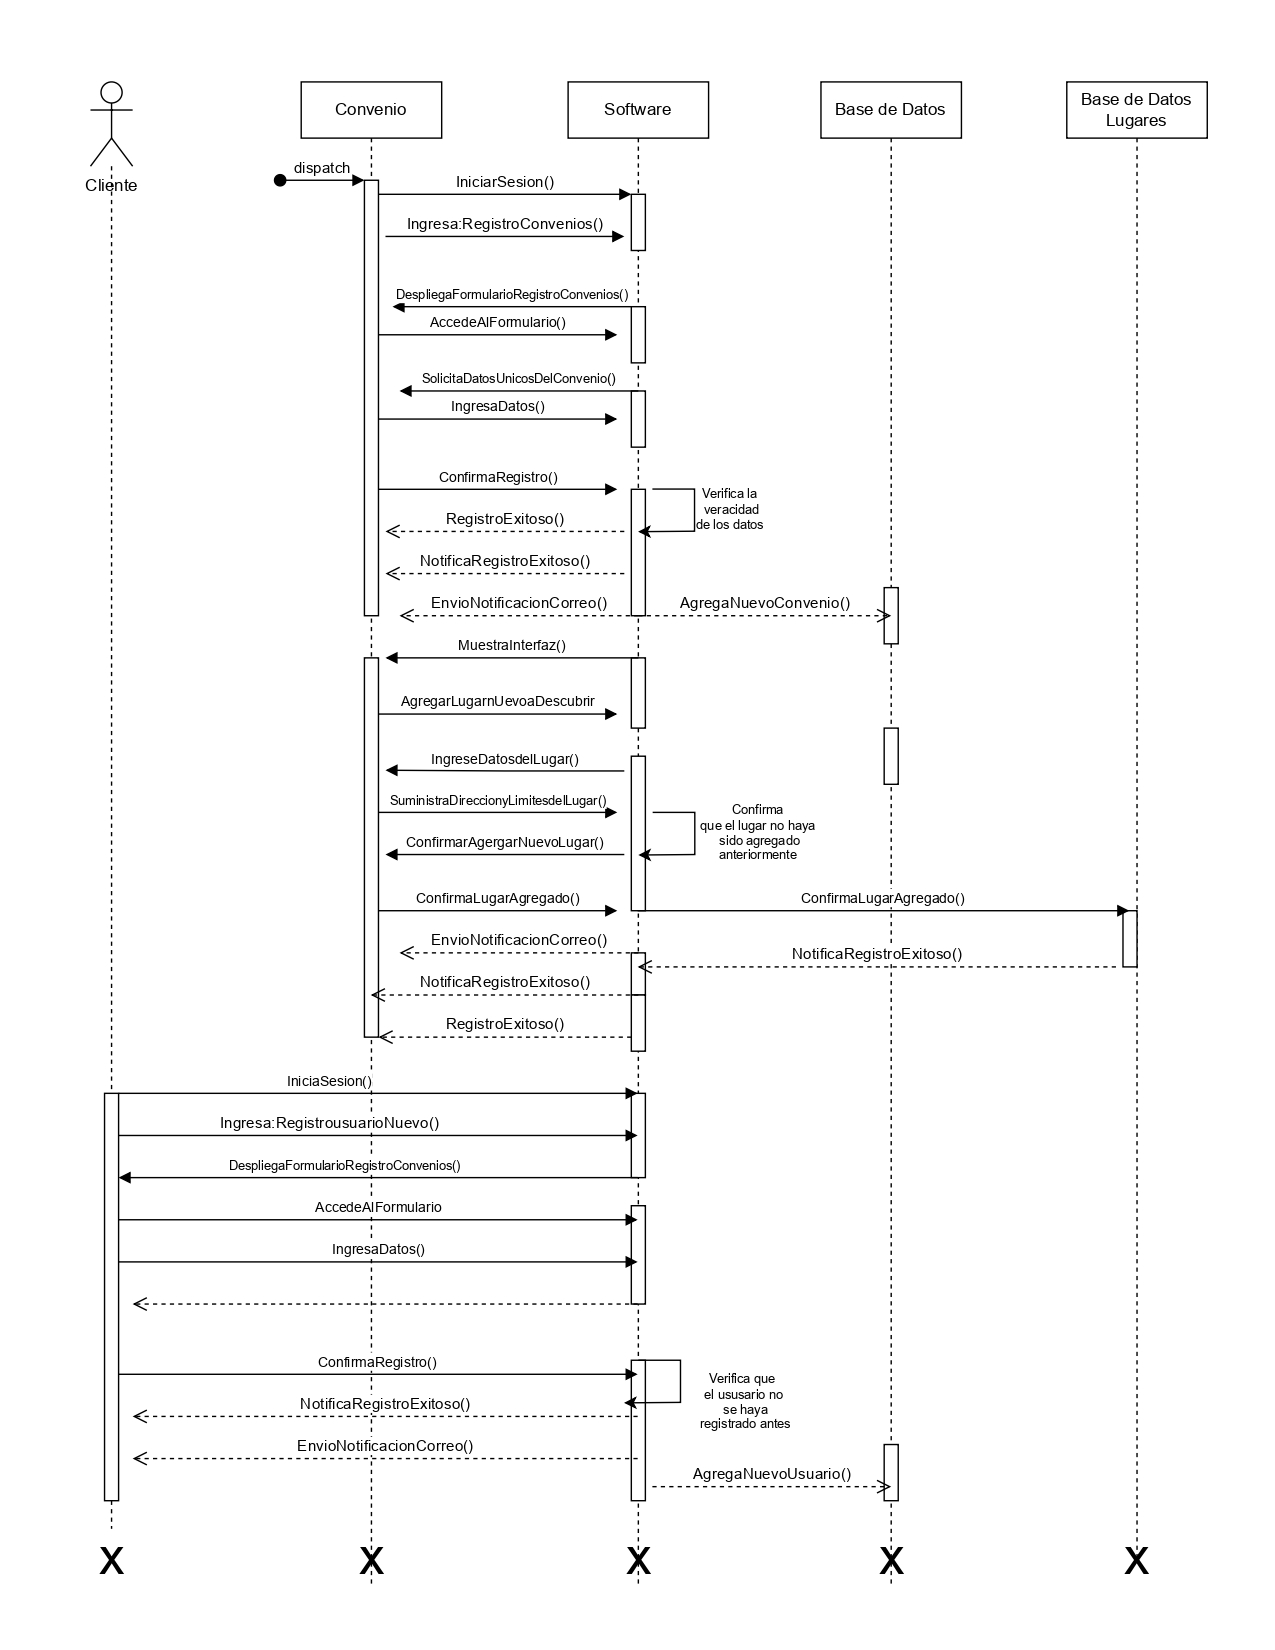 Cliente
Convenio
Software
Base de Datos
Base de Datos
Lugares
dispatch
IniciarSesion()
Ingresa:RegistroConvenios()
DespliegaFormularioRegistroConvenios()
AccedeAlFormulario()
SolicitaDatosUnicosDelConvenio()
IngresaDatos()
ConfirmaRegistro()
Verifica la
veracidad
de los datos
RegistroExitoso()
NotificaRegistroExitoso()
EnvioNotificacionCorreo()
AgregaNuevoConvenio()
MuestraInterfaz()
AgregarLugarnUevoaDescubrir
IngreseDatosdelLugar()
SuministraDireccionyLimitesdelLugar()
Confirma
que el lugar no haya
sido agregado
anteriormente
ConfirmarAgergarNuevoLugar()
ConfirmaLugarAgregado()
ConfirmaLugarAgregado()
EnvioNotificacionCorreo()
NotificaRegistroExitoso()
NotificaRegistroExitoso()
RegistroExitoso()
IniciaSesion()
Ingresa:RegistrousuarioNuevo()
DespliegaFormularioRegistroConvenios()
AccedeAlFormulario
IngresaDatos()
ConfirmaRegistro()
Verifica que
el ususario no
se haya
registrado antes
NotificaRegistroExitoso()
EnvioNotificacionCorreo()
AgregaNuevoUsuario()
X X X X X